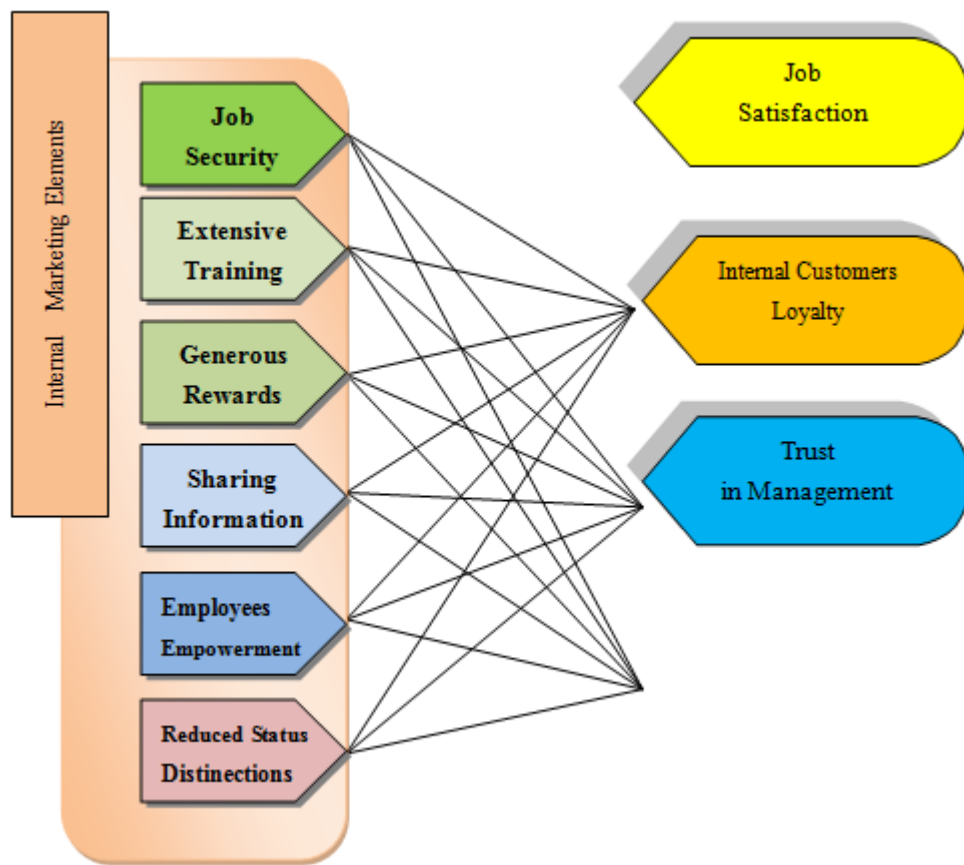 Internal Marketing Elements
Job
Security
Extensive
Training
Generous
Rewards
Sharing
Information
Employees
Empowerment
Reduced Status
Distinections
Job
Satisfaction
Internal Customers
Loyalty
Trust
in Management